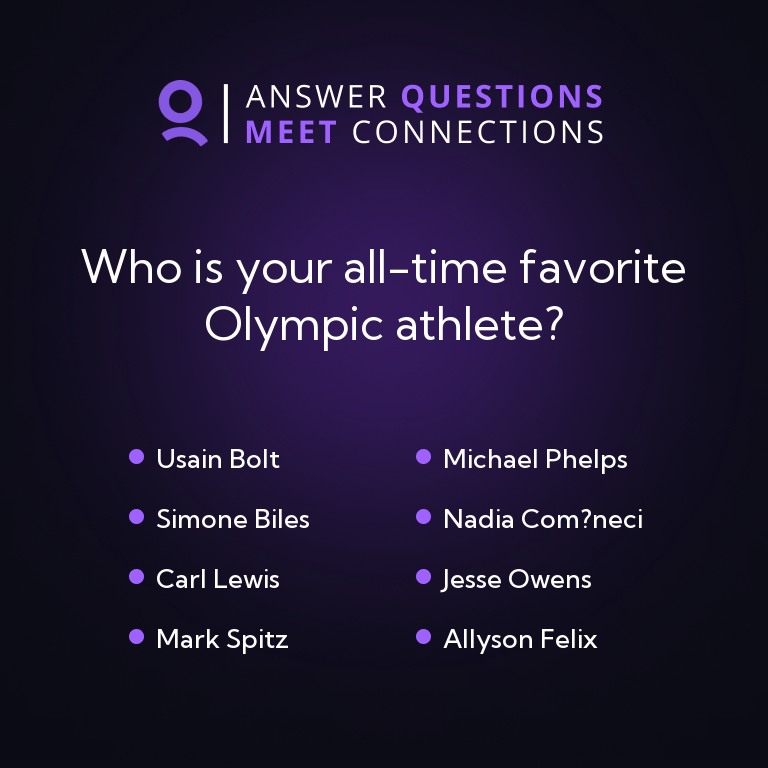 ANSWER QUESTIONS
MEET CONNECTIONS
Who is your all-time favorite
Olympic athlete?
Usain Bolt
Michael Phelps
Simone Biles
Nadia Com?neci
Carl Lewis
Jesse Owens
Mark Spitz
Allyson Felix